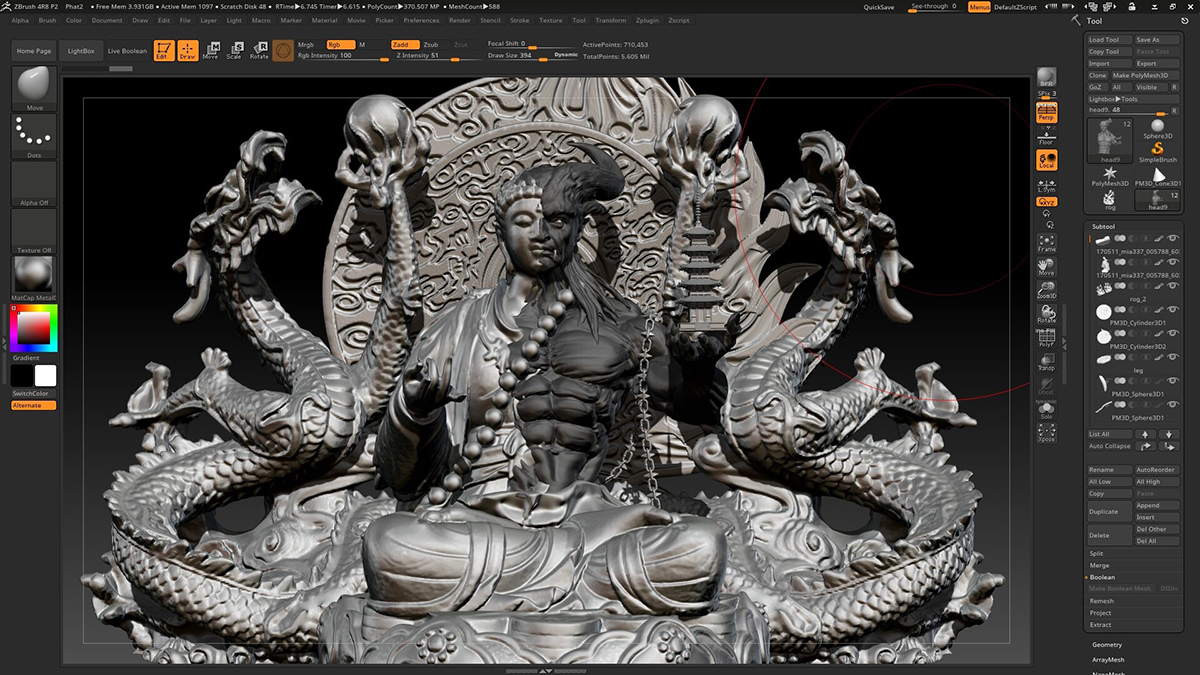 ZBrush 4R8 P2 Phat2 • Free Mem 3.931GB • Active Mem 1097 • Scratch Disk 48 • RTime▶6.745 Timer▶6.615 • PolyCount▶370.507 MP • MeshCount▶588 QuickSave See-through 0 Menus DefaultZScript
Alpha Brush Color Document Draw Edit File Layer Light Macro Marker Material Movie Picker Preferences Render Stencil Stroke Texture Tool Transform Zplugin Zscript
Home Page LightBox Live Boolean Edit Draw Move Scale Rotate
Mrgb Rgb M Zadd Zsub Zcut Focal Shift 0 ActivePoints: 710,453
Rgb Intensity 100 Z Intensity 51 Draw Size 394 Dynamic TotalPoints: 5.605 Mil
Move
Dots
Alpha Off
Texture Off
Gradient
SwitchColor
Alternate
BPR
SPix 3
Persp
Floor
Local
L.Sym
XYZ
Frame
Move
Zoom3D
Rotate
PolyF
Transp
Ghost
Solo
Xpose
Tool
Load Tool Save As
Copy Tool Paste Tool
Import Export
Clone Make PolyMesh3D
GoZ All Visible R
Lightbox▶Tools
head9. 48 R
12
head9 Sphere3D
SimpleBrush
PolyMesh3D PM3D_Cone3D1
12
rog head9
Subtool
170511_mia337_005788_60
170511_mia337_005788_60
rog_2
PM3D_Cylinder3D1
PM3D_Cylinder3D2
leg
PM3D_Sphere3D1
PM3D_Sphere3D1
List All
Auto Collapse
Rename AutoReorder
All Low All High
Copy Paste
Duplicate Append
Insert
Delete Del Other
Del All
Split
Merge
Boolean
Make Boolean Mesh DSDiv
Remesh
Project
Extract
Geometry
ArrayMesh
NanoMesh